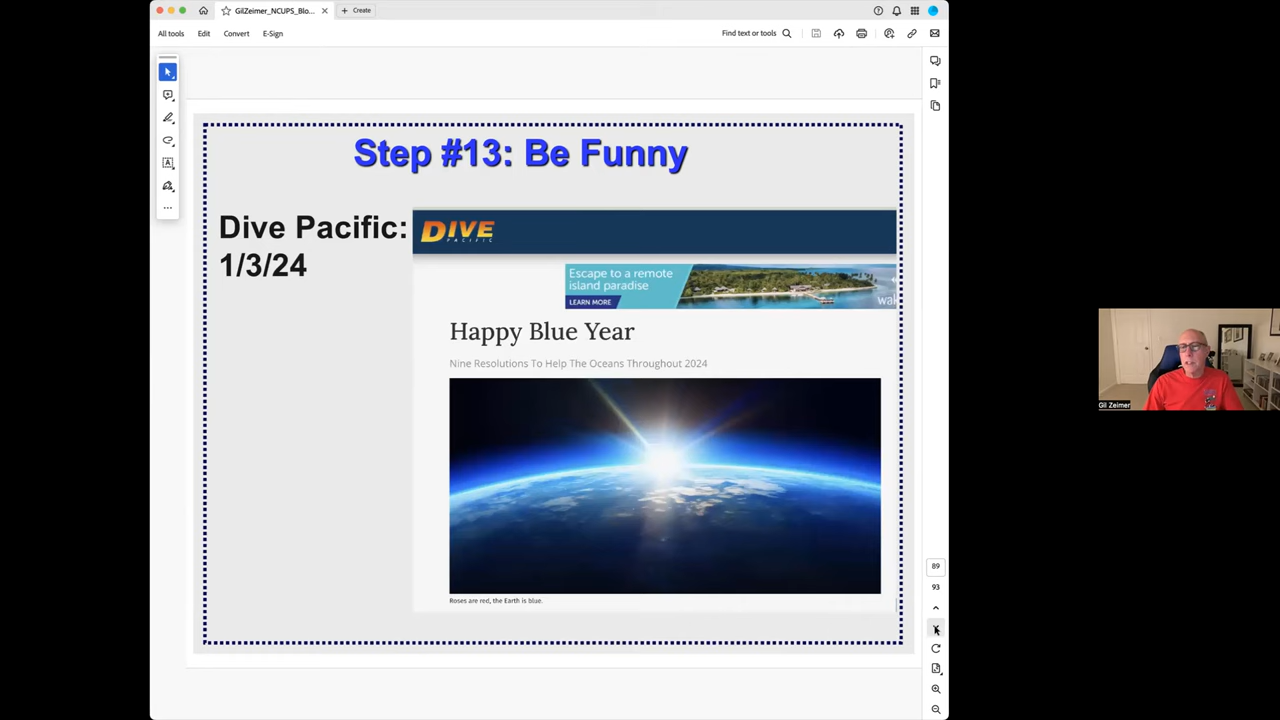 GilZeimer_NCUPS_Blo...
Create
All tools
Edit
Convert
E-Sign
Find text or tools
Step #13: Be Funny
Dive Pacific:
1/3/24
DIVE
PACIFIC
Escape to a remote
island paradise
LEARN MORE
Happy Blue Year
Nine Resolutions To Help The Oceans Throughout 2024
Roses are red, the Earth is blue.
89
93
Gil Zeimer